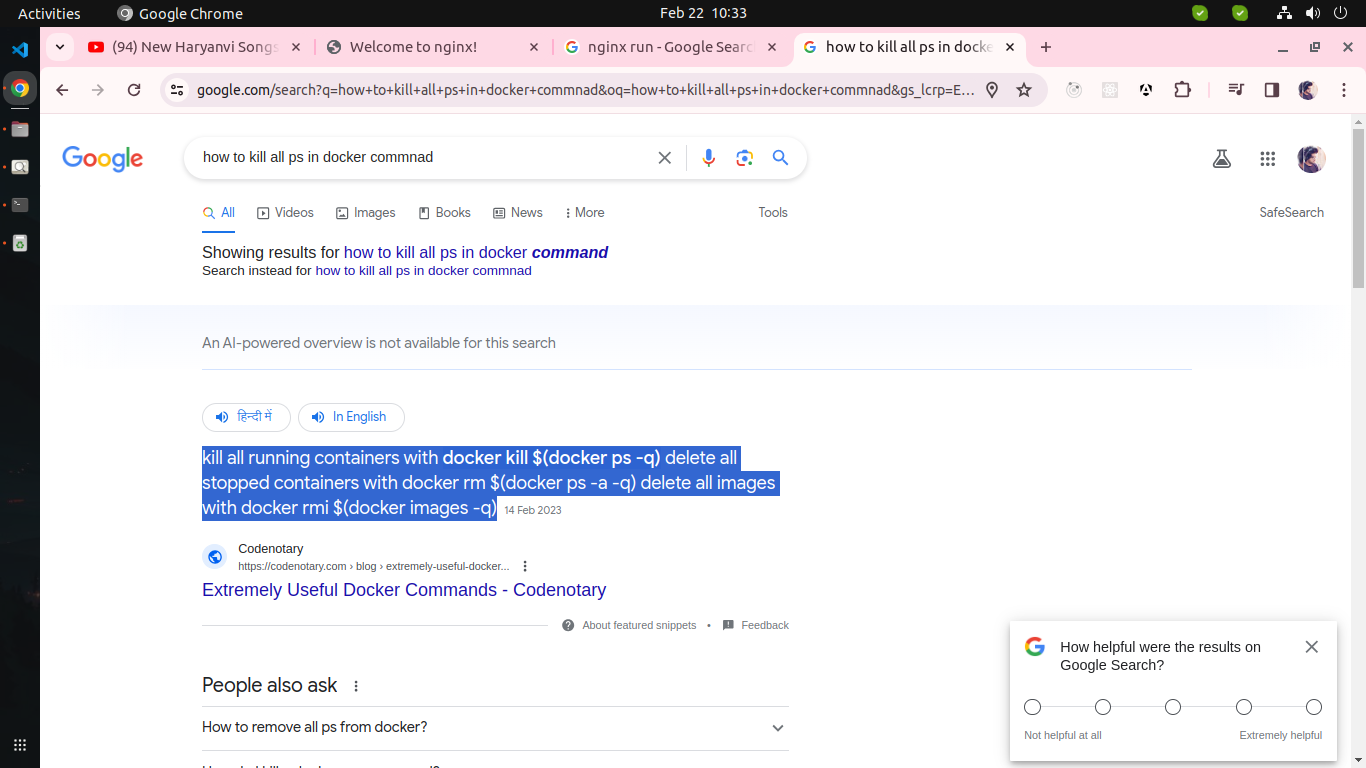 Activities
Google Chrome
Feb 22 10:33
(94) New Haryanvi Songs
Welcome to nginx!
nginx run - Google Searc
how to kill all ps in docke
google.com/search?q=how+to+kill+all+ps+in+docker+commnad&oq=how+to+kill+all+ps+in+docker+commnad&gs_lcrp=E...
Google
how to kill all ps in docker commnad
All
Videos
Images
Books
News
More
Tools
SafeSearch
Showing results for how to kill all ps in docker command
Search instead for how to kill all ps in docker commnad
An AI-powered overview is not available for this search
हिन्दी में
In English
kill all running containers with docker kill $(docker ps -q) delete all
stopped containers with docker rm $(docker ps -a -q) delete all images
with docker rmi $(docker images -q) 14 Feb 2023
Codenotary
https://codenotary.com › blog › extremely-useful-docker...
Extremely Useful Docker Commands - Codenotary
About featured snippets • Feedback
People also ask
How to remove all ps from docker?
How helpful were the results on
Google Search?
Not helpful at all
Extremely helpful